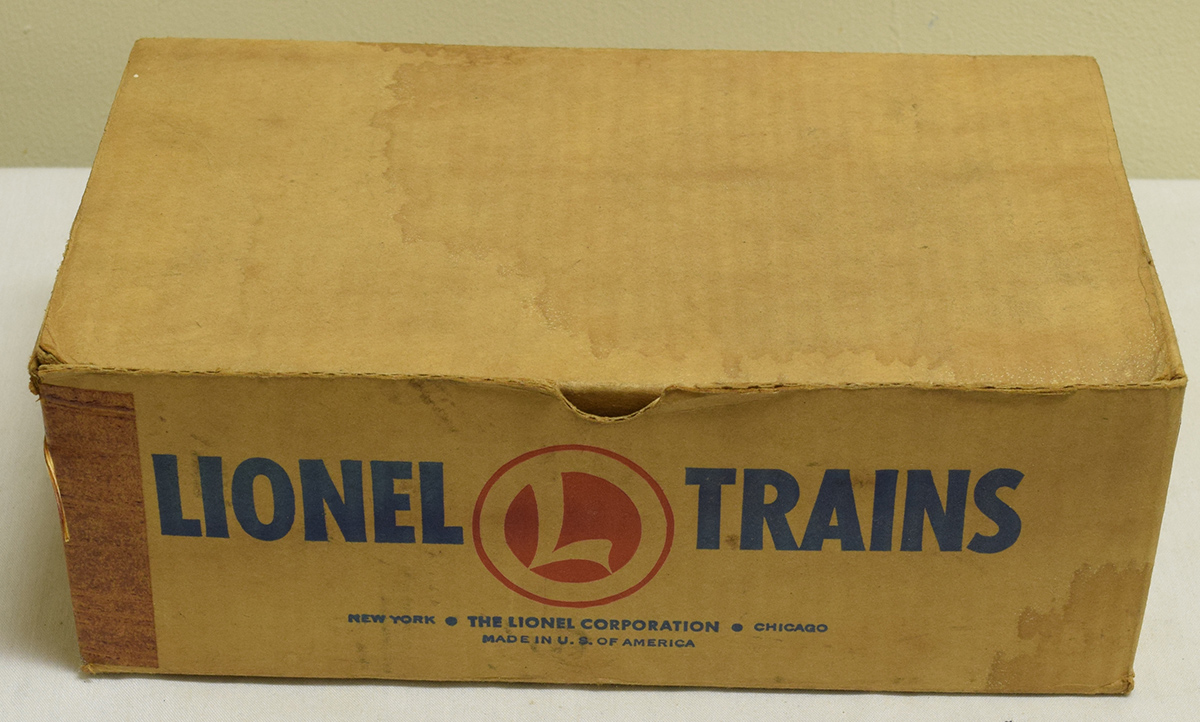 LIONEL L TRAINS
NEW YORK ● THE LIONEL CORPORATION ● CHICAGO
MADE IN U. S. OF AMERICA